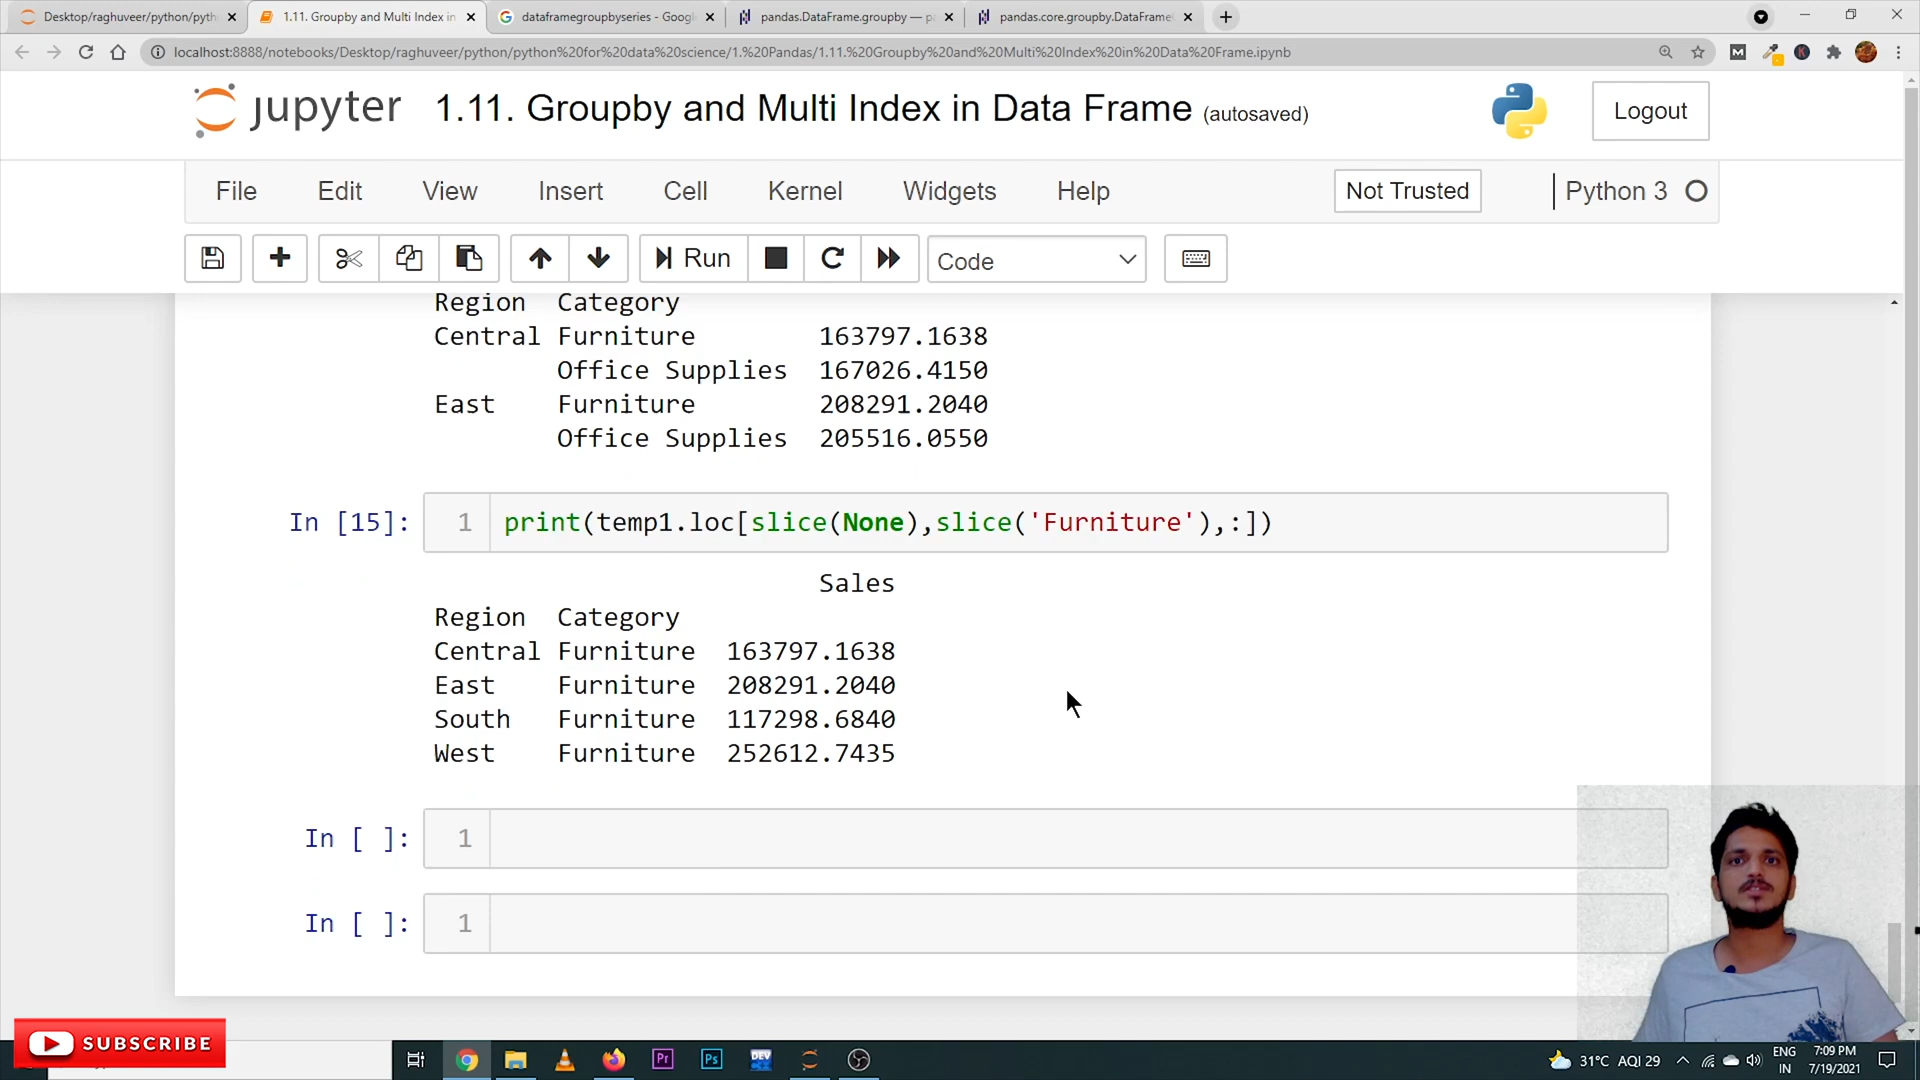 Desktop/raghuveer/python/pyth
1.11. Groupby and Multi Index in
dataframegroupbyseries - Googl
pandas.DataFrame.groupby — p
pandas.core.groupby.DataFrame
localhost:8888/notebooks/Desktop/raghuveer/python/python%20for%20data%20science/1.%20Pandas/1.11.%20Groupby%20and%20Multi%20Index%20in%20Data%20Frame.ipynb
jupyter 1.11. Groupby and Multi Index in Data Frame (autosaved)
Logout
File Edit View Insert Cell Kernel Widgets Help Not Trusted Python 3
Run Code
Region Category
Central Furniture 163797.1638
Office Supplies 167026.4150
East Furniture 208291.2040
Office Supplies 205516.0550
In [15]: 1 print(temp1.loc[slice(None),slice('Furniture'),:])
Sales
Region Category
Central Furniture 163797.1638
East Furniture 208291.2040
South Furniture 117298.6840
West Furniture 252612.7435
In [ ]: 1
In [ ]: 1
SUBSCRIBE
Pr
Ps
DEV
31°C AQI 29
ENG
IN
7:09 PM
7/19/2021